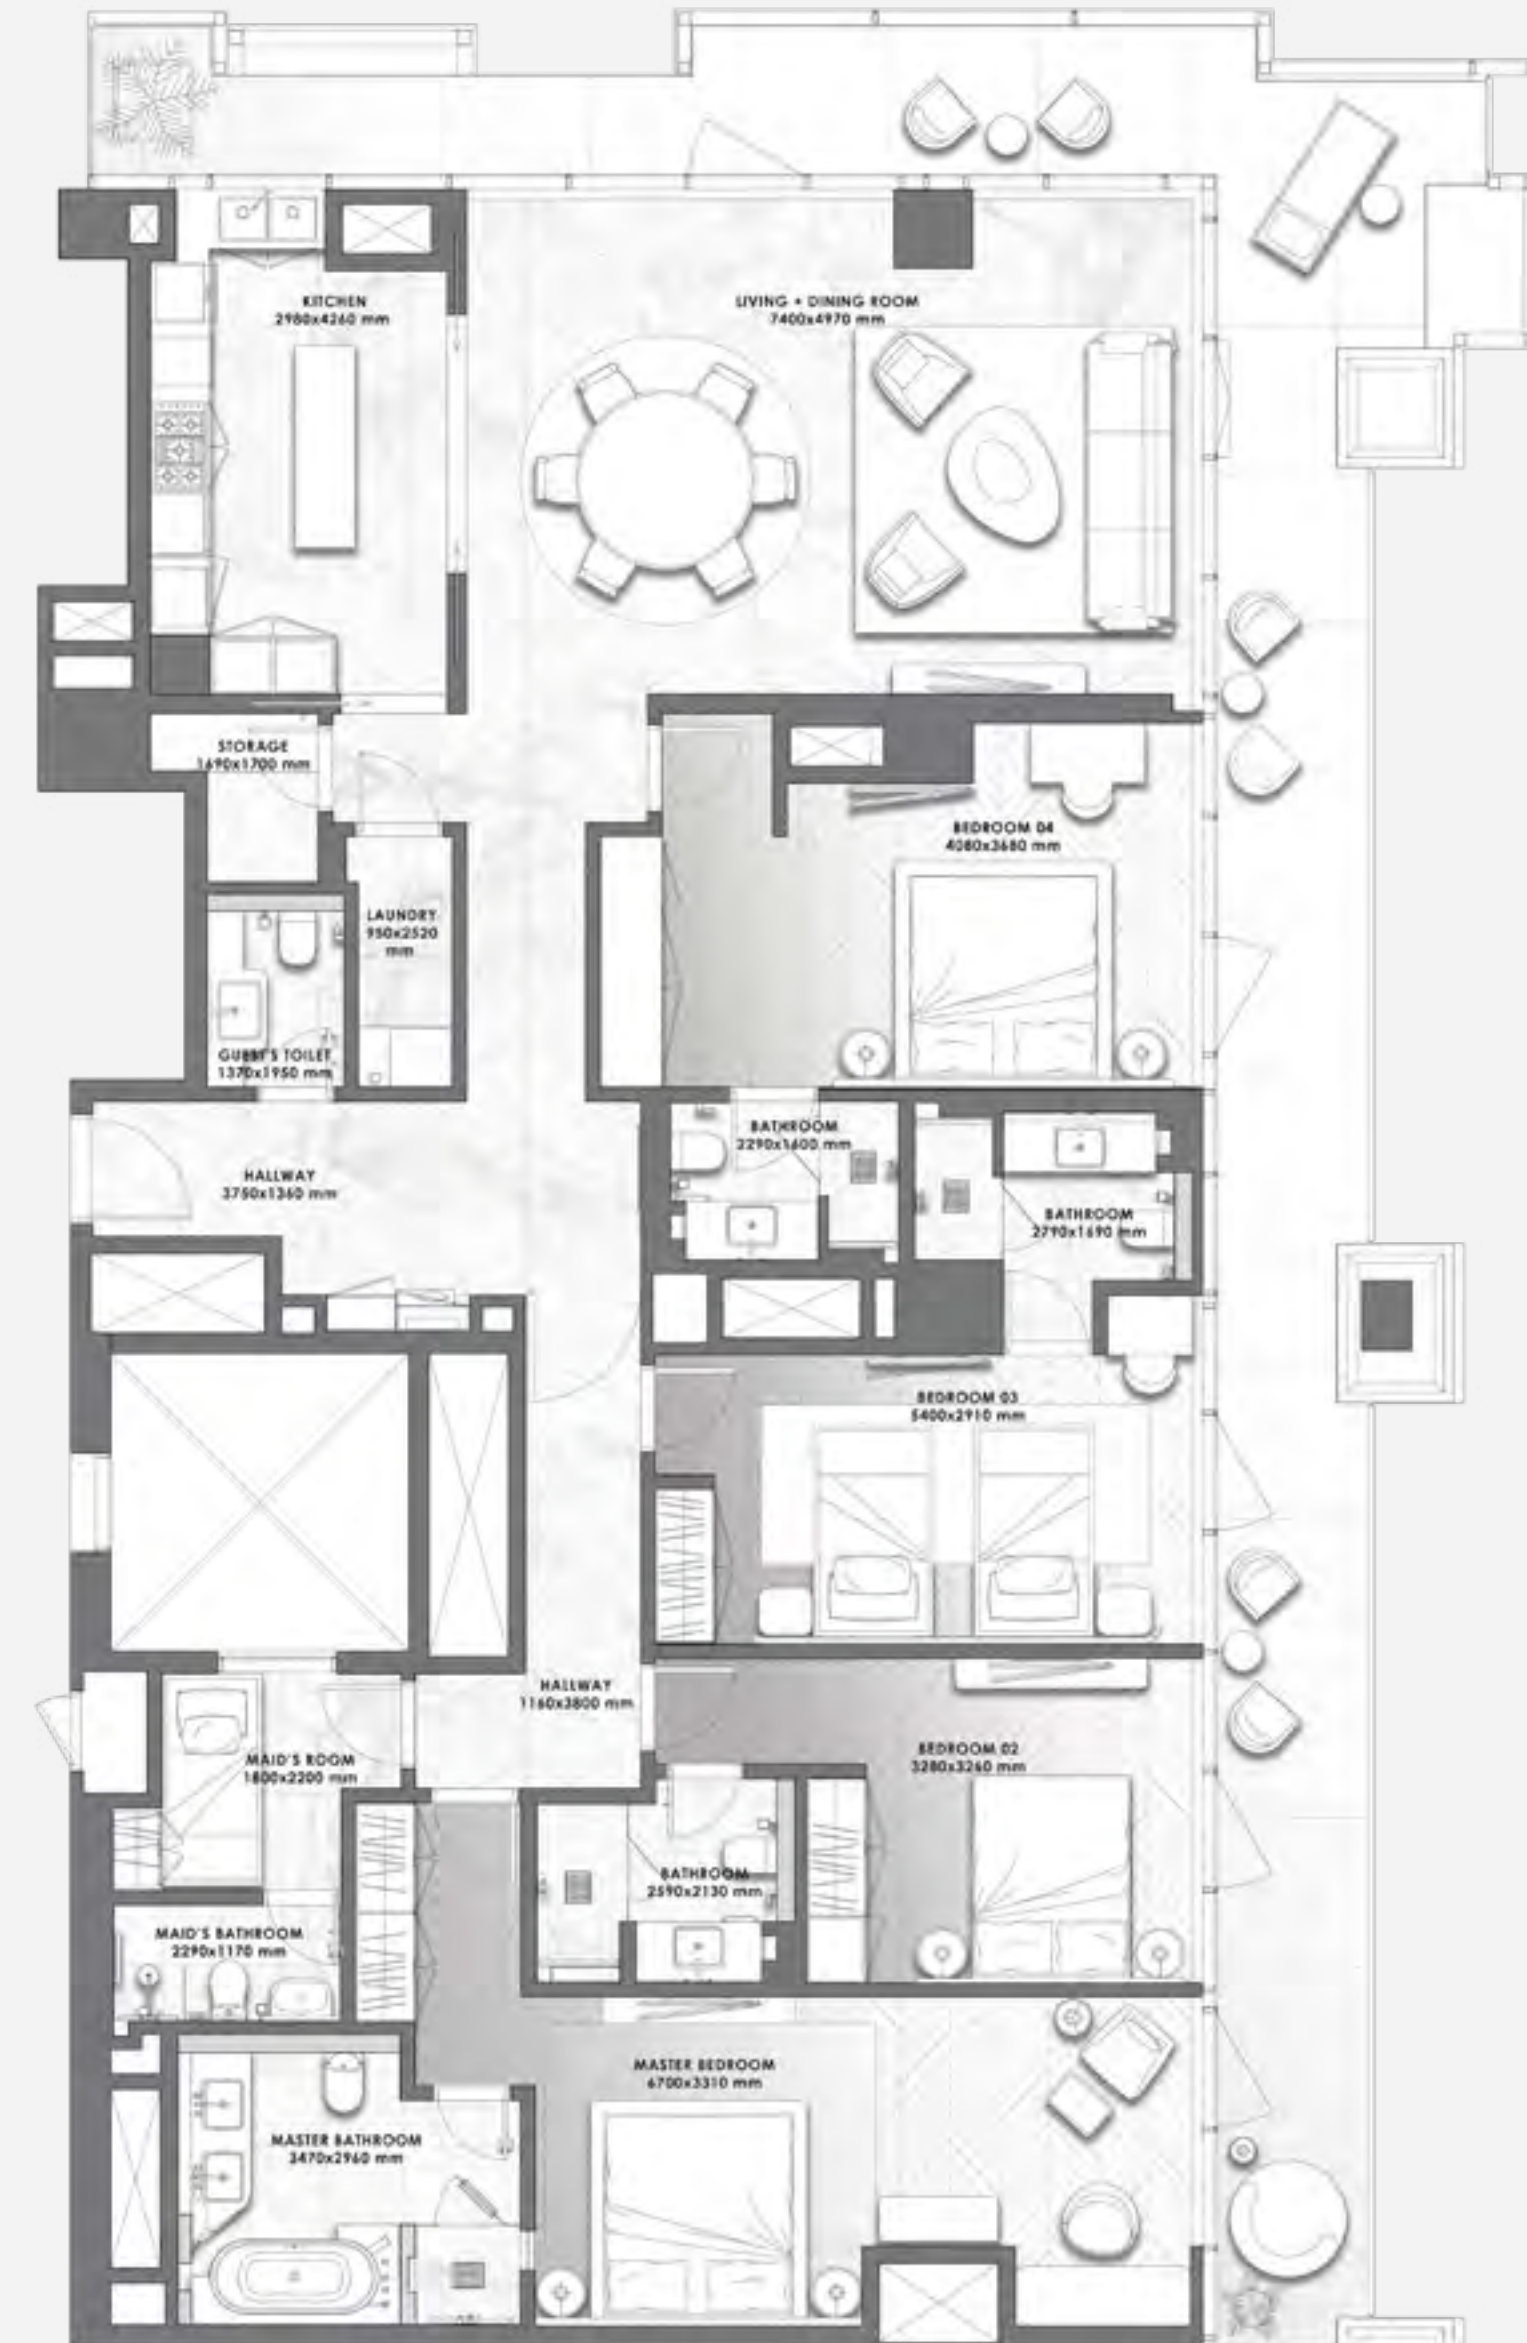 KITCHEN
2980x4260 mm
LIVING + DINING ROOM
7400x4970 mm
STORAGE
1690x1700 mm
BEDROOM 04
4080x3680 mm
LAUNDRY
950x2520
mm
GUEST'S TOILET
1370x1950 mm
BATHROOM
2290x1600 mm
HALLWAY
3750x1360 mm
BATHROOM
2790x1690 mm
BEDROOM 03
5400x2910 mm
HALLWAY
1160x3800 mm
BEDROOM 02
3280x3260 mm
MAID'S ROOM
1800x2200 mm
BATHROOM
2590x2130 mm
MAID'S BATHROOM
2290x1170 mm
MASTER BEDROOM
6700x3310 mm
MASTER BATHROOM
3470x2960 mm